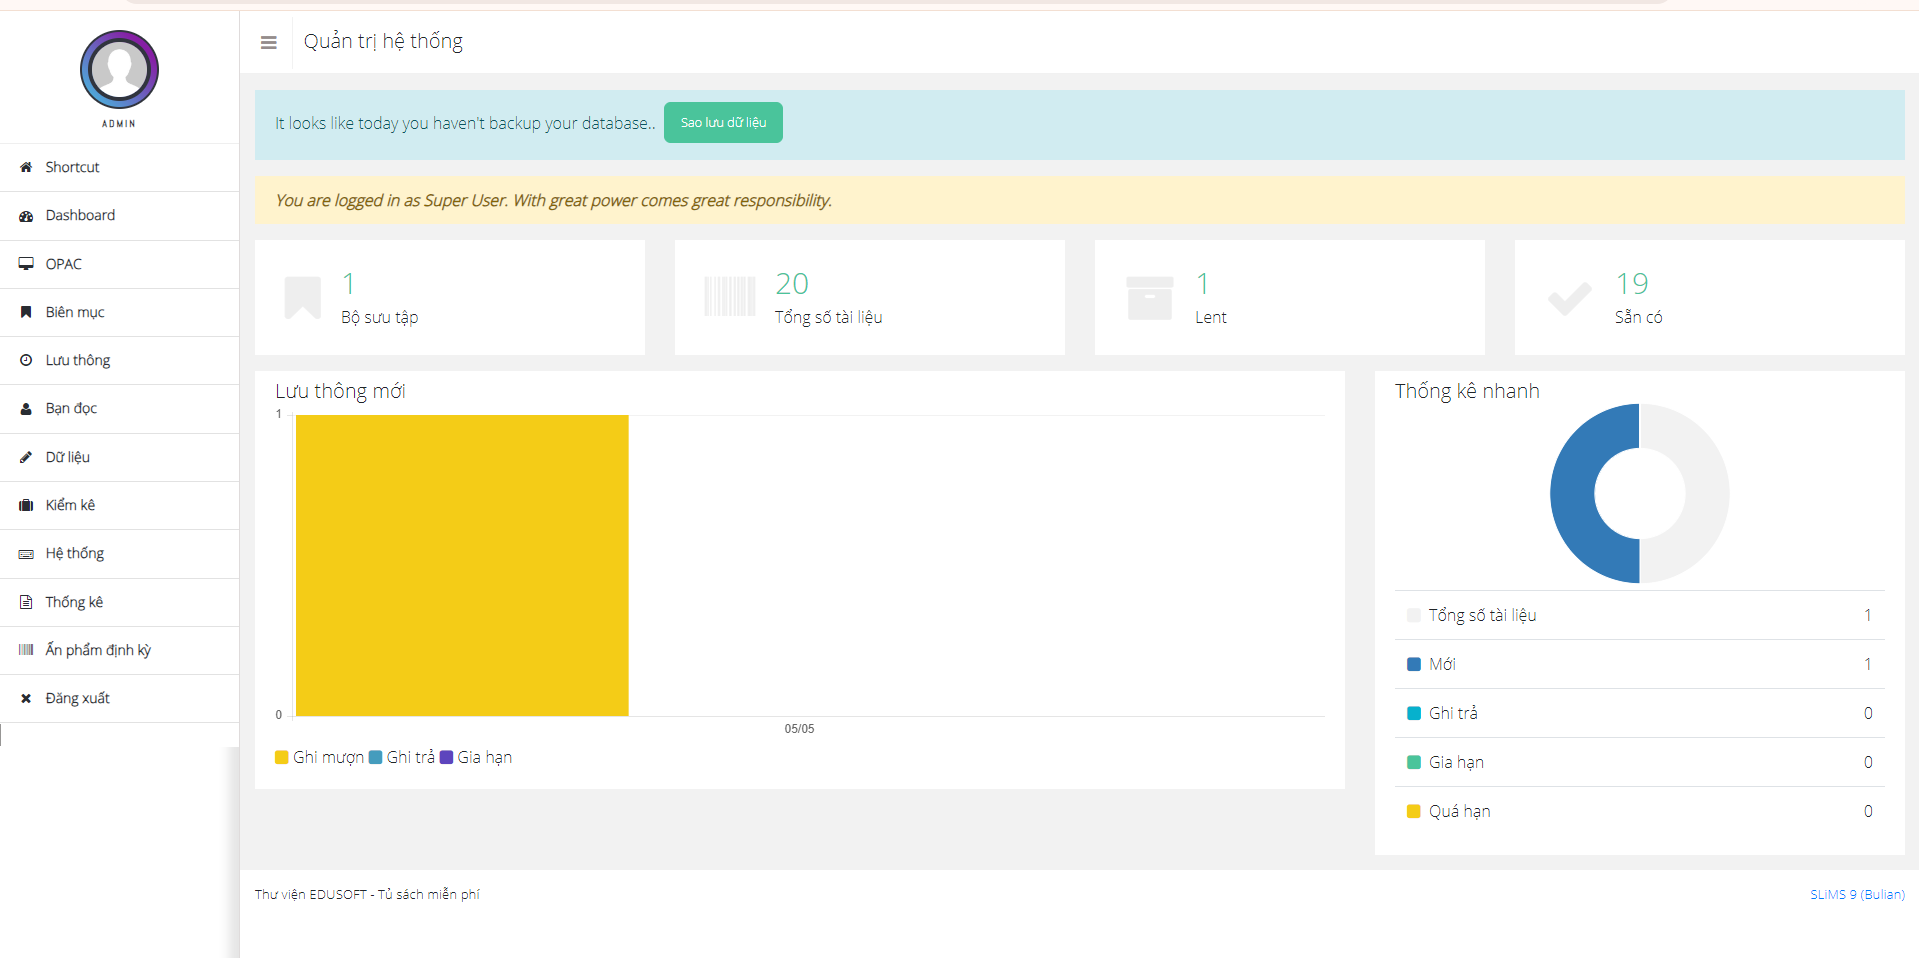 ADMIN
Shortcut
Dashboard
OPAC
Biên mục
Lưu thông
Bạn đọc
Dữ liệu
Kiểm kê
Hệ thống
Thống kê
Ấn phẩm định kỳ
Đăng xuất
Quản trị hệ thống
It looks like today you haven't backup your database.. Sao lưu dữ liệu
You are logged in as Super User. With great power comes great responsibility.
1
Bộ sưu tập
20
Tổng số tài liệu
1
Lent
19
Sẵn có
Lưu thông mới
1
0
05/05
Ghi mượn Ghi trả Gia hạn
Thống kê nhanh
Tổng số tài liệu 1
Mới 1
Ghi trả 0
Gia hạn 0
Quá hạn 0
Thư viện EDUSOFT - Tủ sách miễn phí
SLiMS 9 (Bulian)